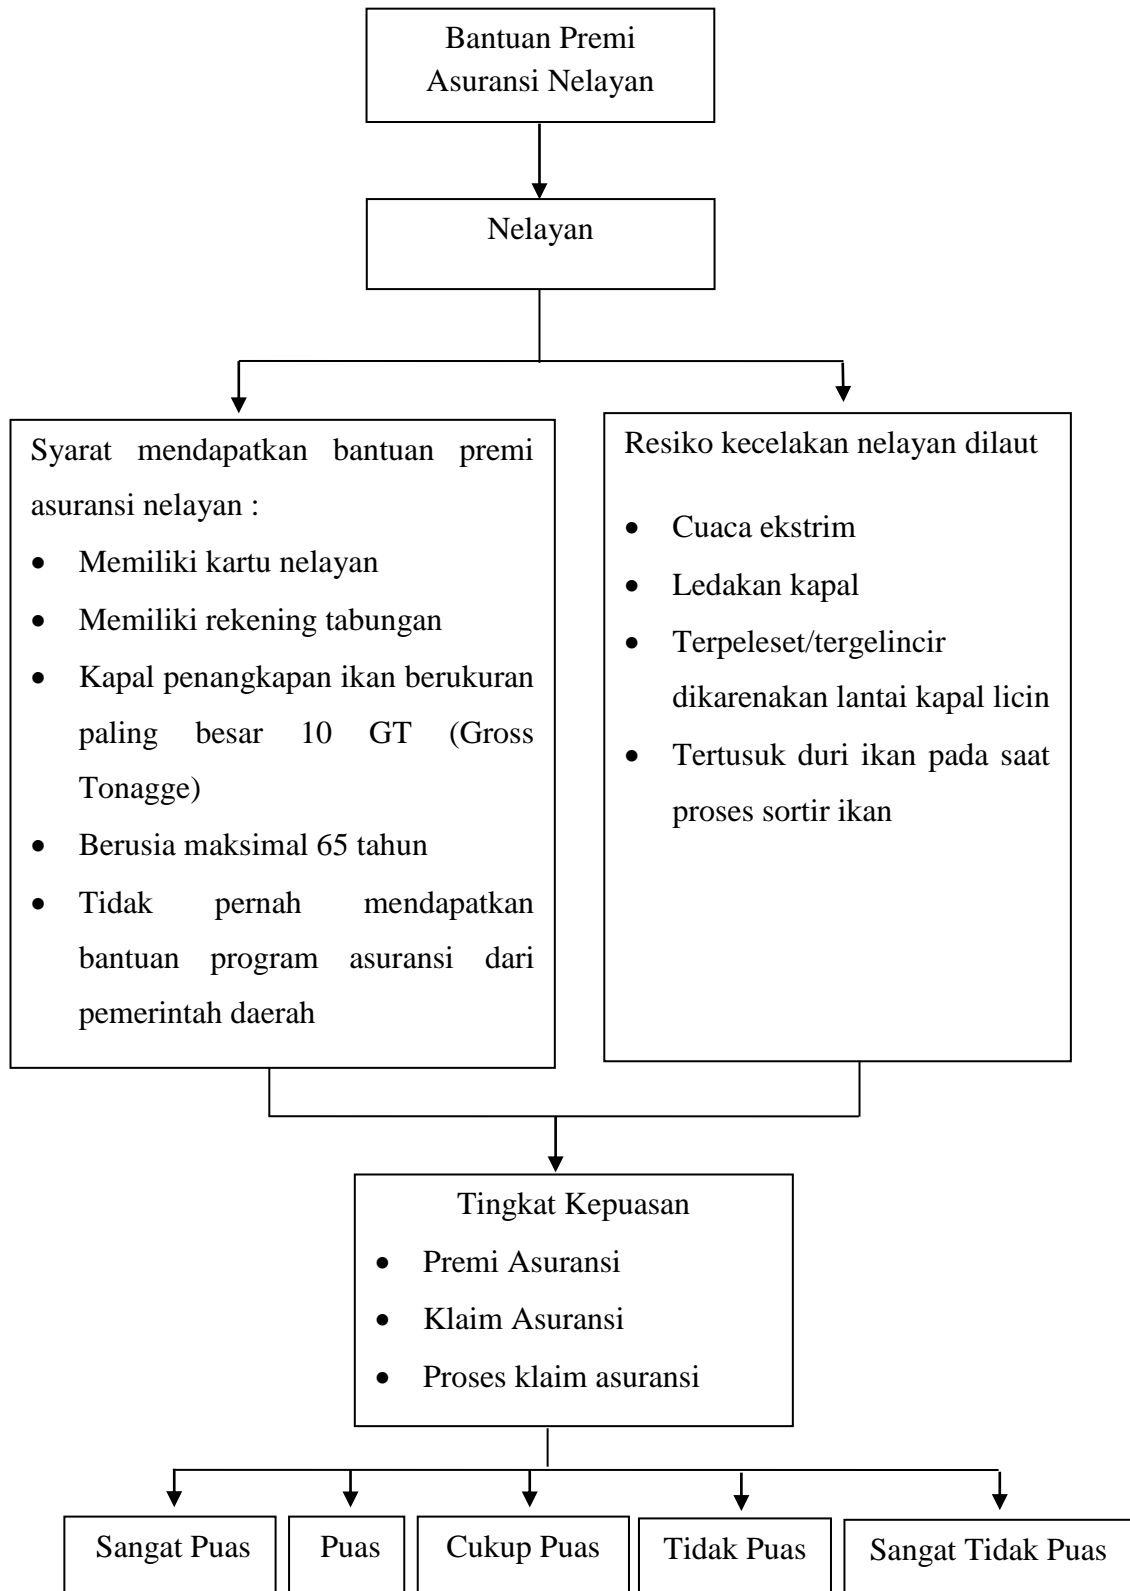 Bantuan Premi
Asuransi Nelayan
Nelayan
Syarat mendapatkan bantuan premi
asuransi nelayan :
• Memiliki kartu nelayan
• Memiliki rekening tabungan
• Kapal penangkapan ikan berukuran
paling besar 10 GT (Gross
Tonagge)
• Berusia maksimal 65 tahun
• Tidak pernah mendapatkan
bantuan program asuransi dari
pemerintah daerah
Resiko kecelakan nelayan dilaut
• Cuaca ekstrim
• Ledakan kapal
• Terpeleset/tergelincir
dikarenakan lantai kapal licin
• Tertusuk duri ikan pada saat
proses sortir ikan
Tingkat Kepuasan
• Premi Asuransi
• Klaim Asuransi
• Proses klaim asuransi
Sangat Puas
Puas
Cukup Puas
Tidak Puas
Sangat Tidak Puas